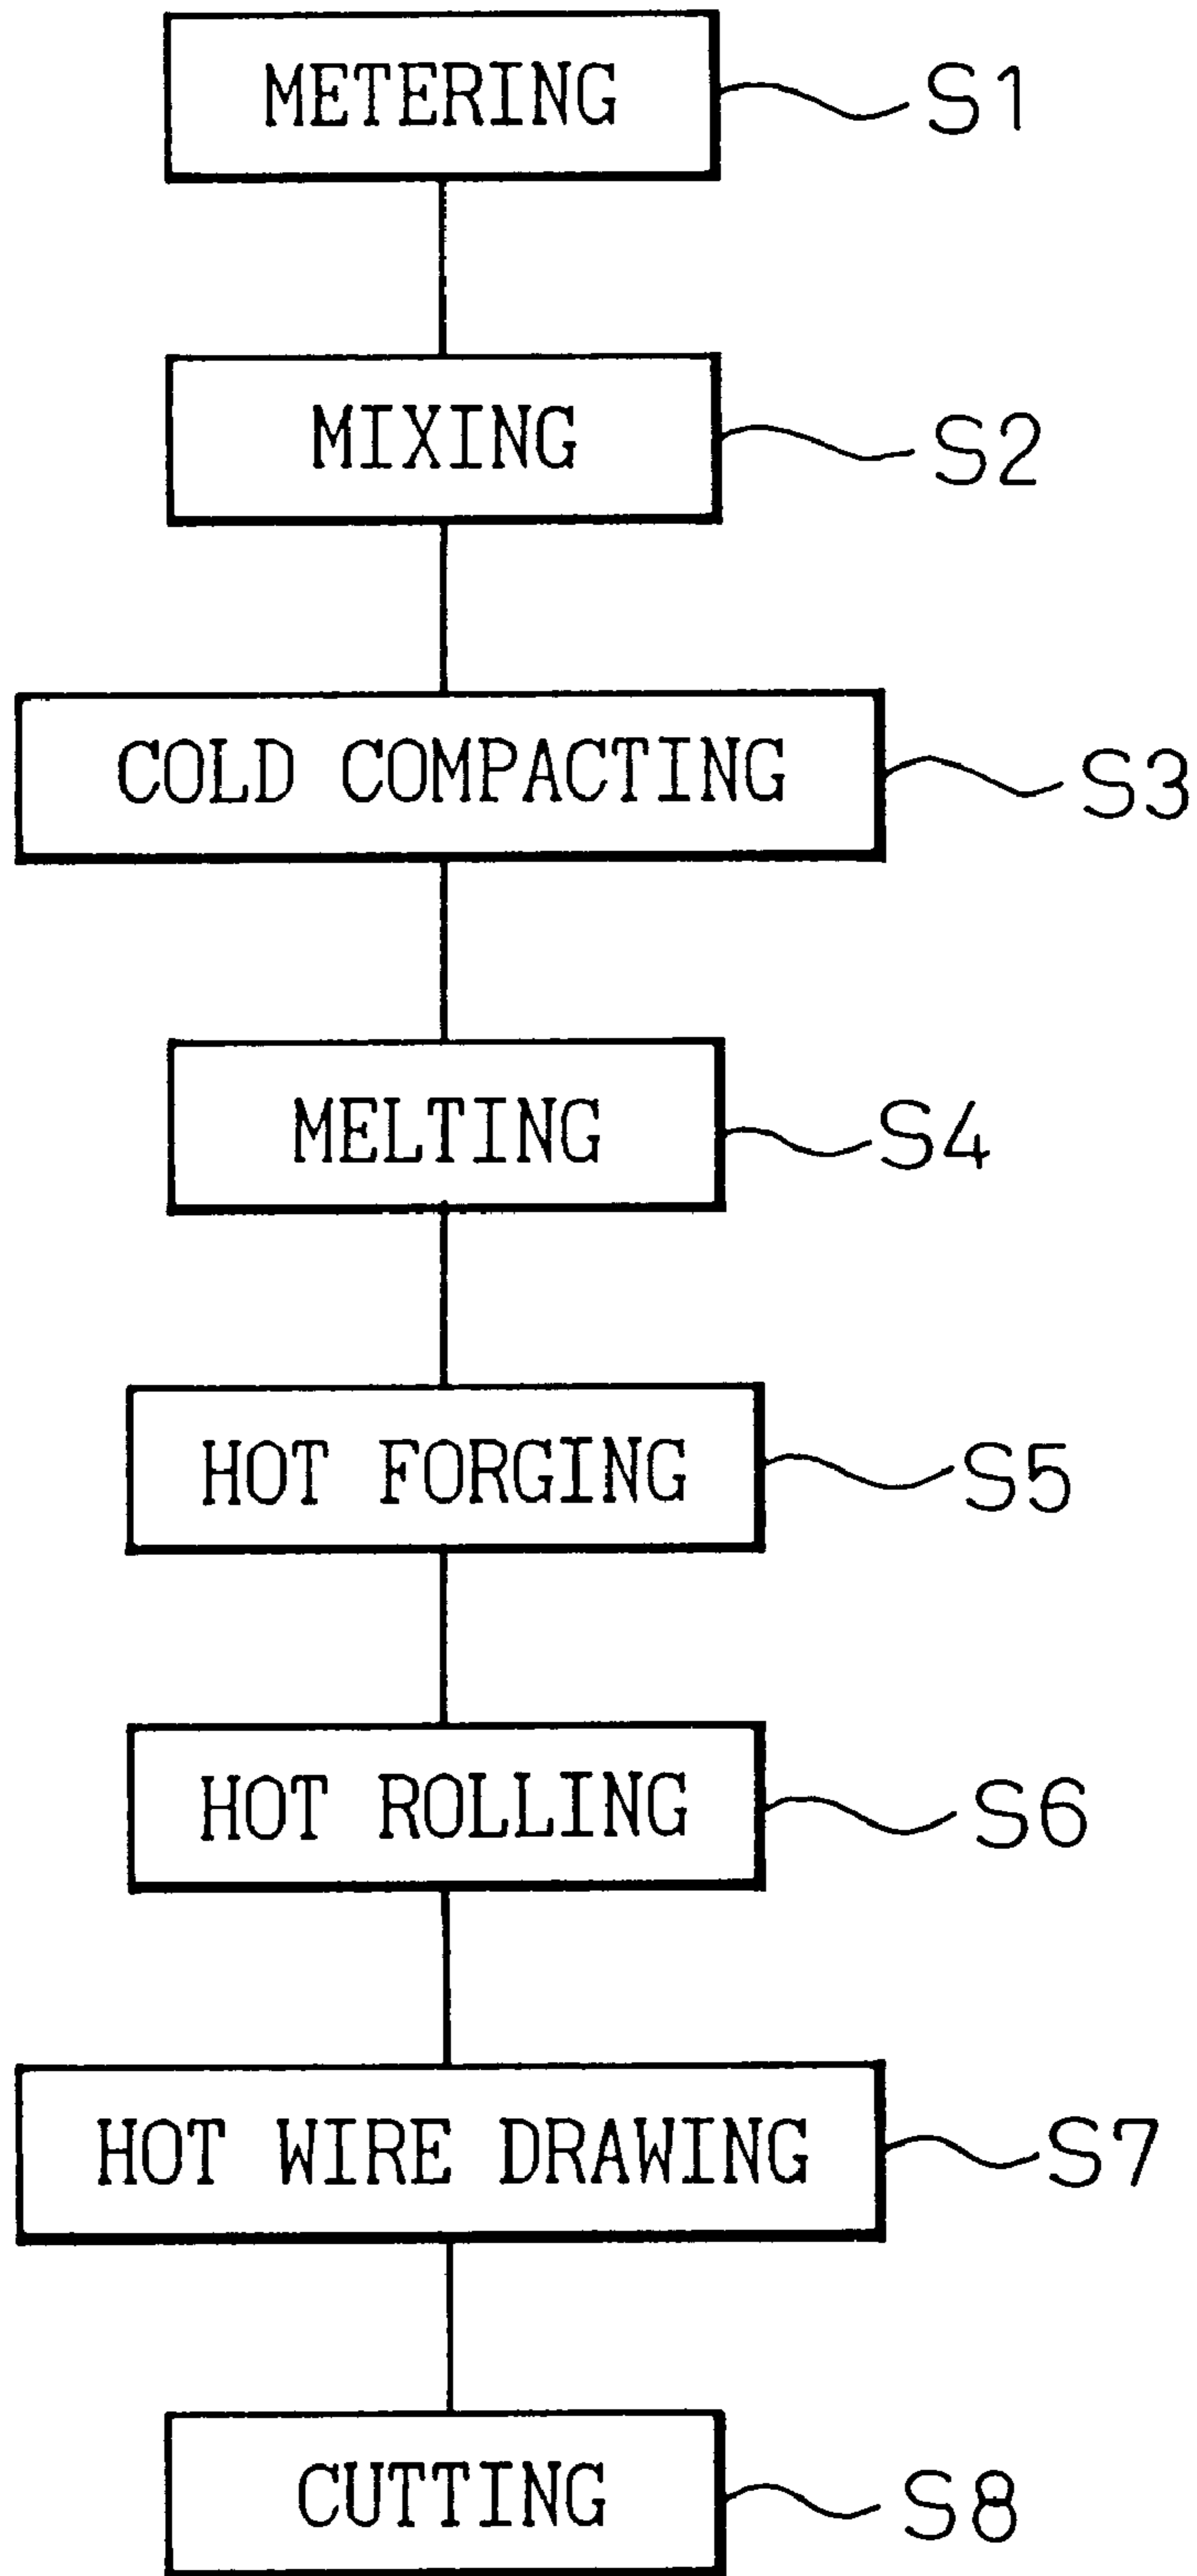 METERING S1
MIXING S2
COLD COMPACTING S3
MELTING S4
HOT FORGING S5
HOT ROLLING S6
HOT WIRE DRAWING S7
CUTTING S8